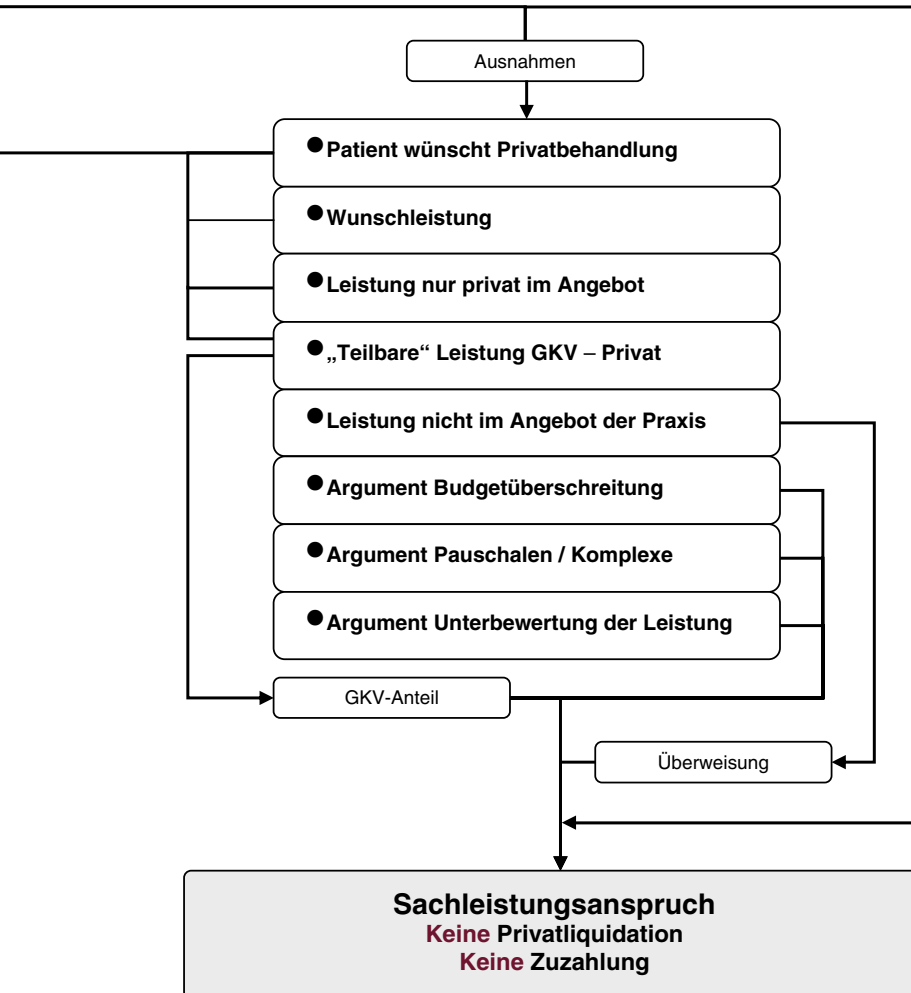 Ausnahmen
● Patient wünscht Privatbehandlung
● Wunschleistung
● Leistung nur privat im Angebot
● „Teilbare“ Leistung GKV – Privat
● Leistung nicht im Angebot der Praxis
● Argument Budgetüberschreitung
● Argument Pauschalen / Komplexe
● Argument Unterbewertung der Leistung
GKV-Anteil
Überweisung
Sachleistungsanspruch
Keine Privatliquidation
Keine Zuzahlung